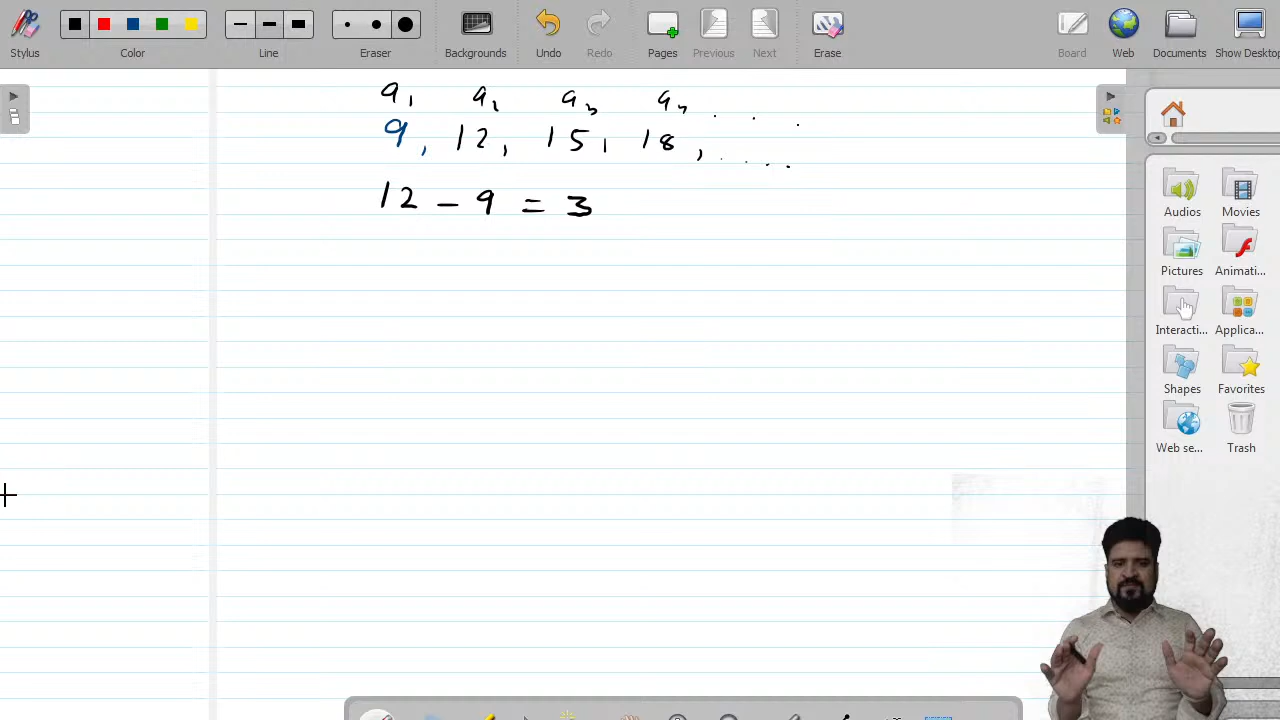 Stylus Color Line Eraser Backgrounds Undo Redo Pages Previous Next Erase Board Web Documents Show Deskto
a₁ a₂ a₃ a₄ . . .
9, 12, 15, 18, . . . .
12 - 9 = 3
Audios Movies
Pictures Animati...
Interacti... Applica...
Shapes Favorites
Web se... Trash